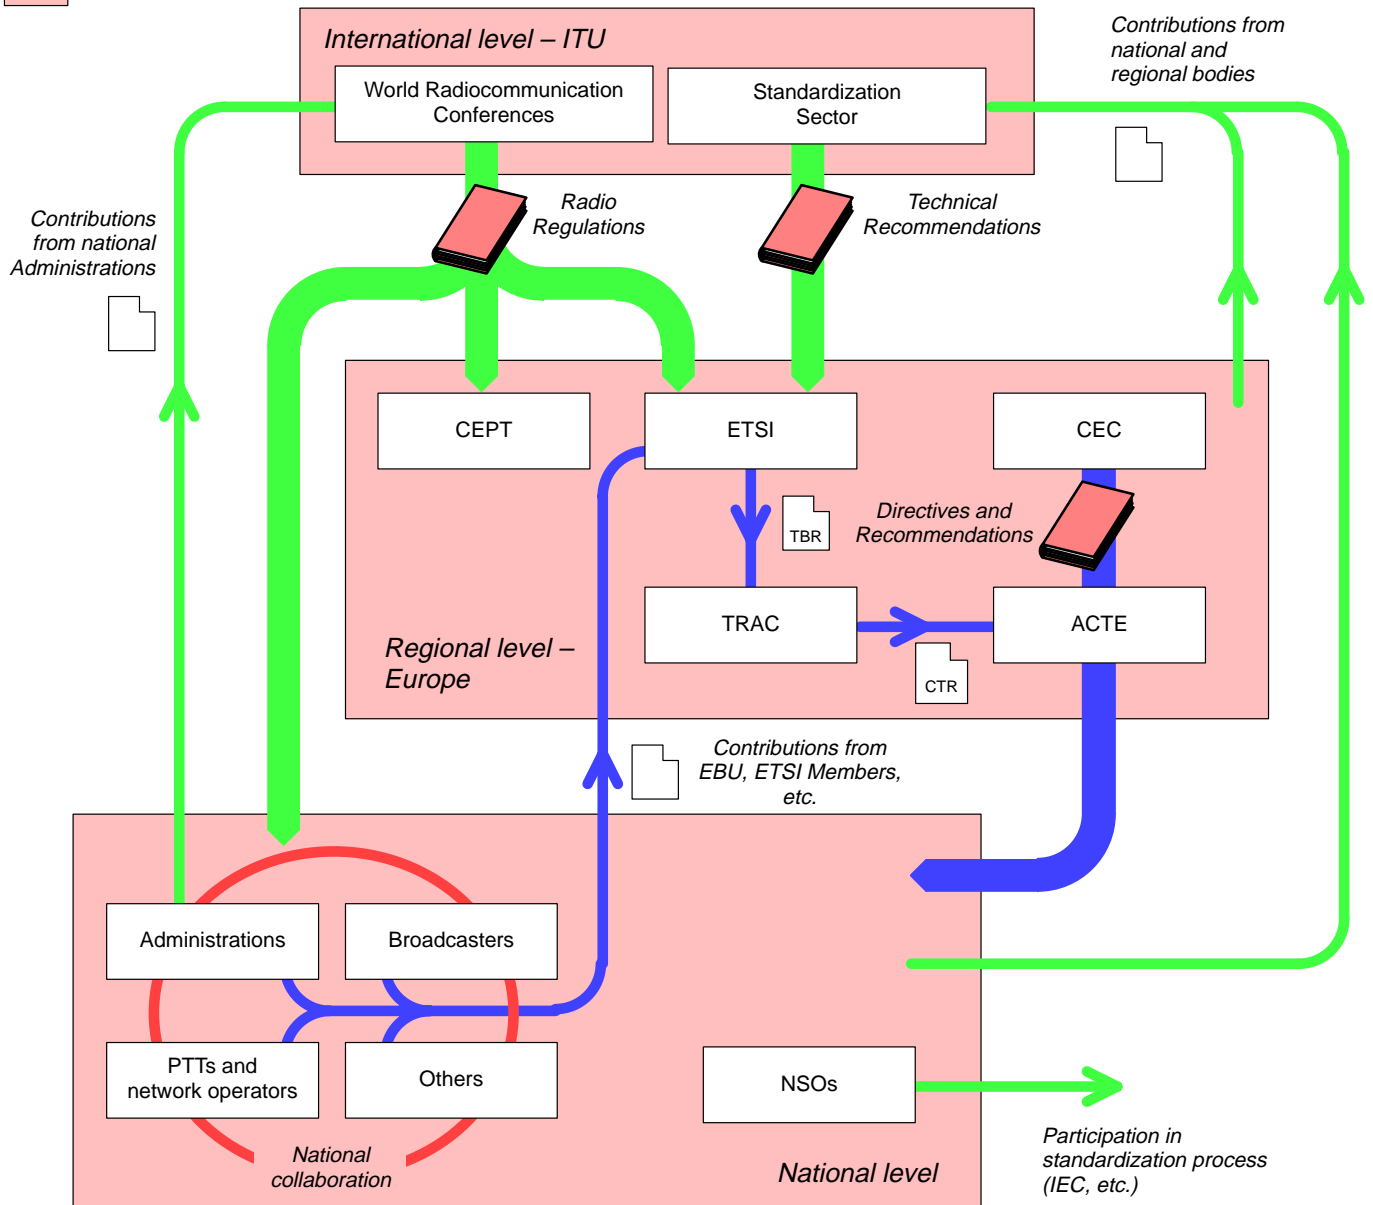 International level – ITU
World Radiocommunication
Conferences
Standardization
Sector
Contributions from
national and
regional bodies
Radio
Regulations
Technical
Recommendations
Contributions
from national
Administrations
CEPT
ETSI
CEC
TBR
Directives and
Recommendations
TRAC
ACTE
CTR
Regional level –
Europe
Contributions from
EBU, ETSI Members,
etc.
Administrations
Broadcasters
PTTs and
network operators
Others
NSOs
National
collaboration
National level
Participation in
standardization process
(IEC, etc.)